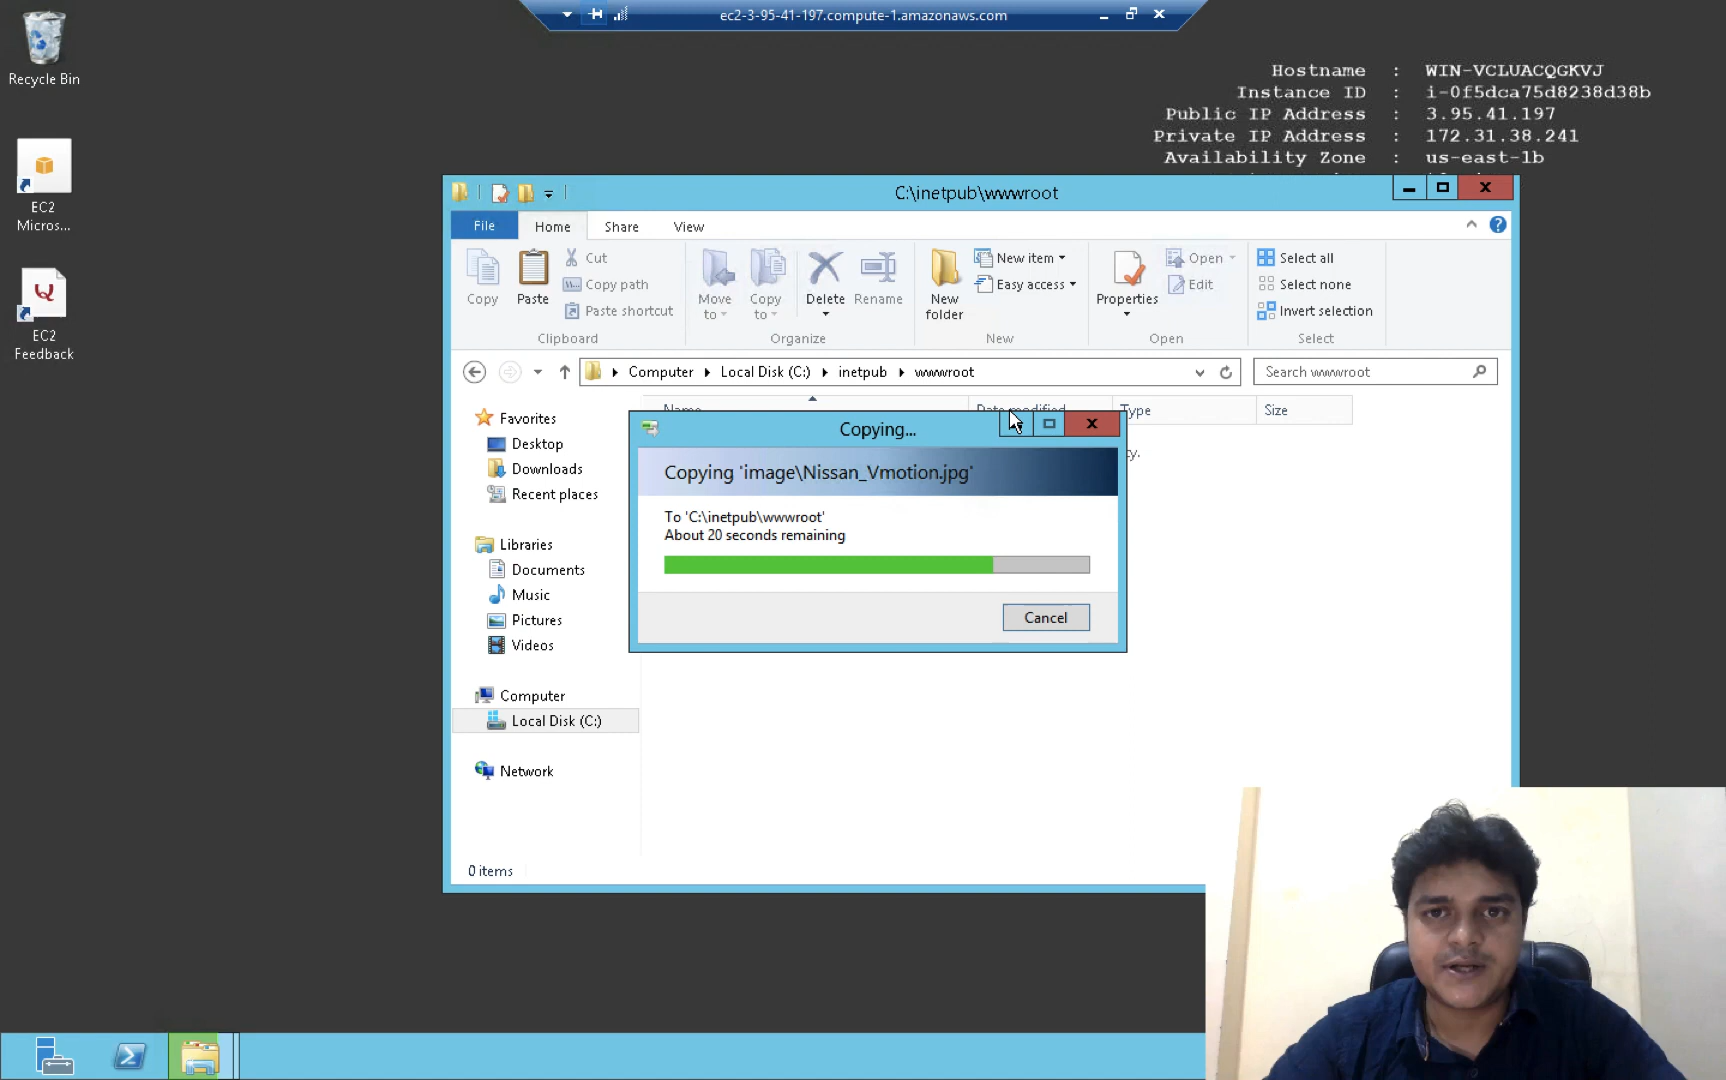 ec2-3-95-41-197.compute-1.amazonaws.com
Recycle Bin
EC2
Micros...
EC2
Feedback
Hostname : WIN-VCLUACQGKVJ
Instance ID : i-0f5dca75d8238d38b
Public IP Address : 3.95.41.197
Private IP Address : 172.31.38.241
Availability Zone : us-east-1b
C:\inetpub\wwwroot
File Home Share View
Copy
Paste
Cut
Copy path
Paste shortcut
Clipboard
Move to
Copy to
Delete
Rename
Organize
New folder
New item
Easy access
New
Properties
Open
Edit
Open
Select all
Select none
Invert selection
Select
Computer Local Disk (C:) inetpub wwwroot
Search wwwroot
Name Date modified Type Size
ty.
Favorites
Desktop
Downloads
Recent places
Libraries
Documents
Music
Pictures
Videos
Computer
Local Disk (C:)
Network
0 items
Copying...
Copying 'image\Nissan_Vmotion.jpg'
To 'C:\inetpub\wwwroot'
About 20 seconds remaining
Cancel